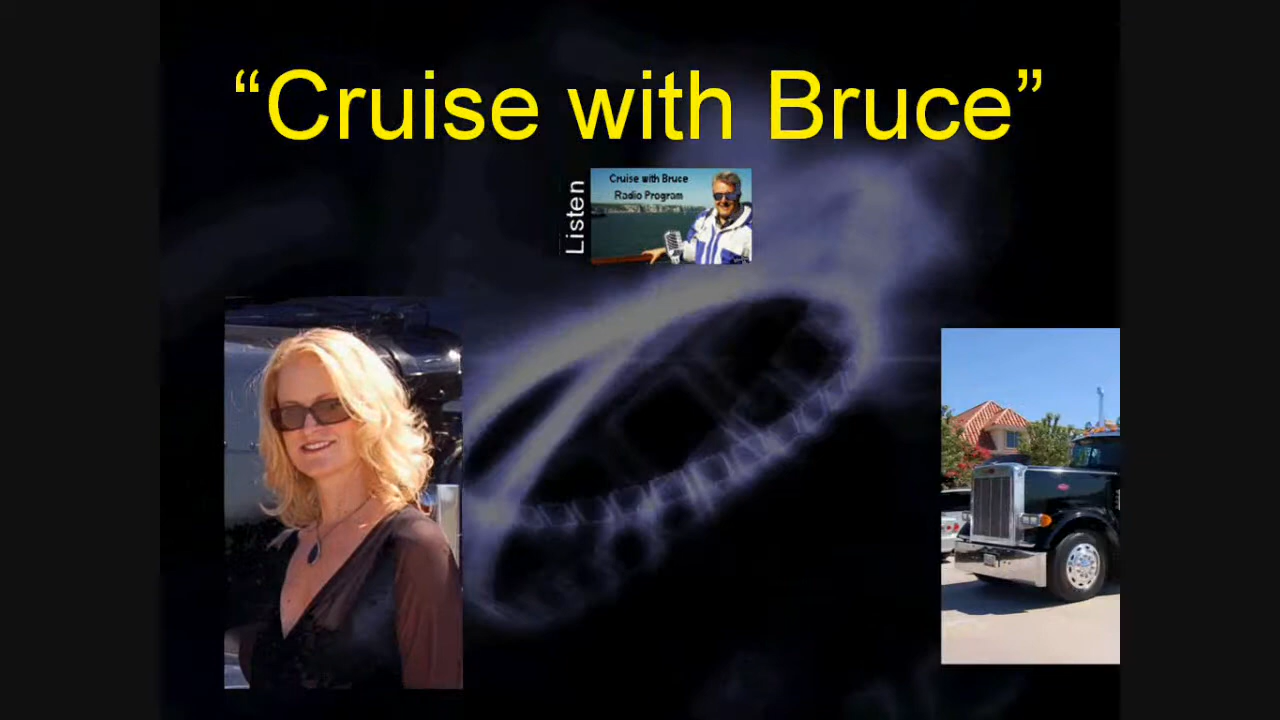 “Cruise with Bruce”
Listen
Cruise with Bruce
Radio Program